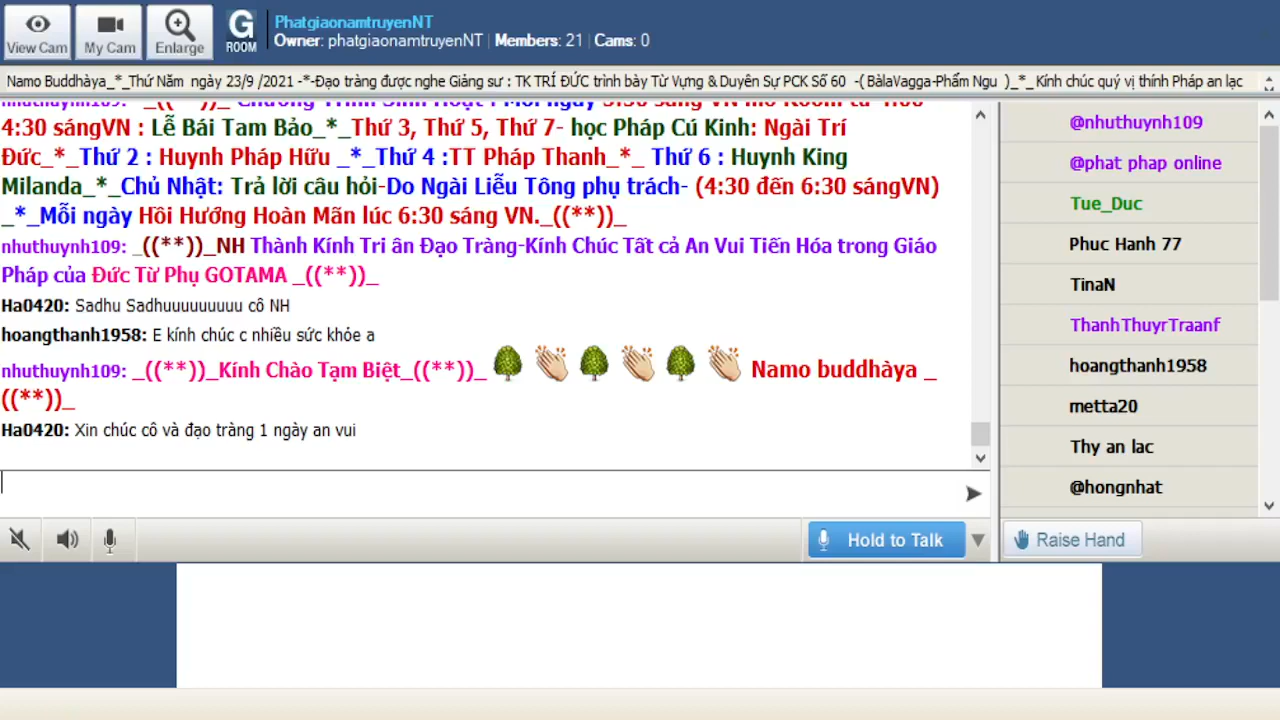 View Cam
My Cam
Enlarge
G
ROOM
PhatgiaonamtruyenNT
Owner: phatgiaonamtruyenNT | Members: 21 | Cams: 0
Namo Buddhàya_*_Thứ Năm ngày 23/9 /2021 -*-Đạo tràng được nghe Giảng sư : TK TRÍ ĐỨC trình bày Từ Vựng & Duyên Sự PCK Số 60 -( BàlaVagga-Phẩm Ngu )_*_ Kính chúc quý vị thính Pháp an lạc
4:30 sángVN : Lễ Bái Tam Bảo_*_Thứ 3, Thứ 5, Thứ 7- học Pháp Cú Kinh: Ngài Trí
Đức_*_Thứ 2 : Huynh Pháp Hữu _*_Thứ 4 :TT Pháp Thanh_*_ Thứ 6 : Huynh King
Milanda_*_Chủ Nhật: Trả lời câu hỏi-Do Ngài Liễu Tông phụ trách- (4:30 đến 6:30 sángVN)
_*_Mỗi ngày Hồi Hướng Hoàn Mãn lúc 6:30 sáng VN._((**))_
nhuthuynh109: _((**))_NH Thành Kính Tri ân Đạo Tràng-Kính Chúc Tất cả An Vui Tiến Hóa trong Giáo
Pháp của Đức Từ Phụ GOTAMA _((**))_
Ha0420: Sadhu Sadhuuuuuuuuu cô NH
hoangthanh1958: E kính chúc c nhiều sức khỏe a
nhuthuynh109: _((**))_Kính Chào Tạm Biệt_((**))_ 🌳 👏 🌳 👏 🌳 👏 Namo buddhàya _
((**))_
Ha0420: Xin chúc cô và đạo tràng 1 ngày an vui
@nhuthuynh109
@phat phap online
Tue_Duc
Phuc Hanh 77
TinaN
ThanhThuyrTraanf
hoangthanh1958
metta20
Thy an lac
@hongnhat
Hold to Talk
Raise Hand